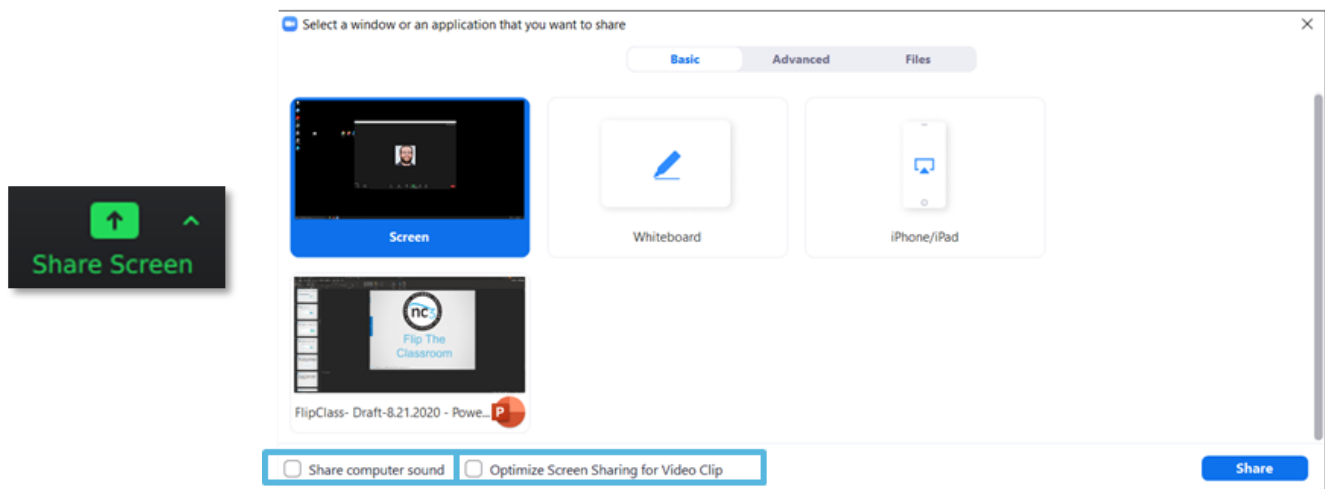 Select a window or an application that you want to share
Basic
Advanced
Files
Share Screen
Screen
Whiteboard
iPhone/iPad
nc3
Flip The
Classroom
FlipClass- Draft-8.21.2020 - Powe...
P
Share computer sound
Optimize Screen Sharing for Video Clip
Share